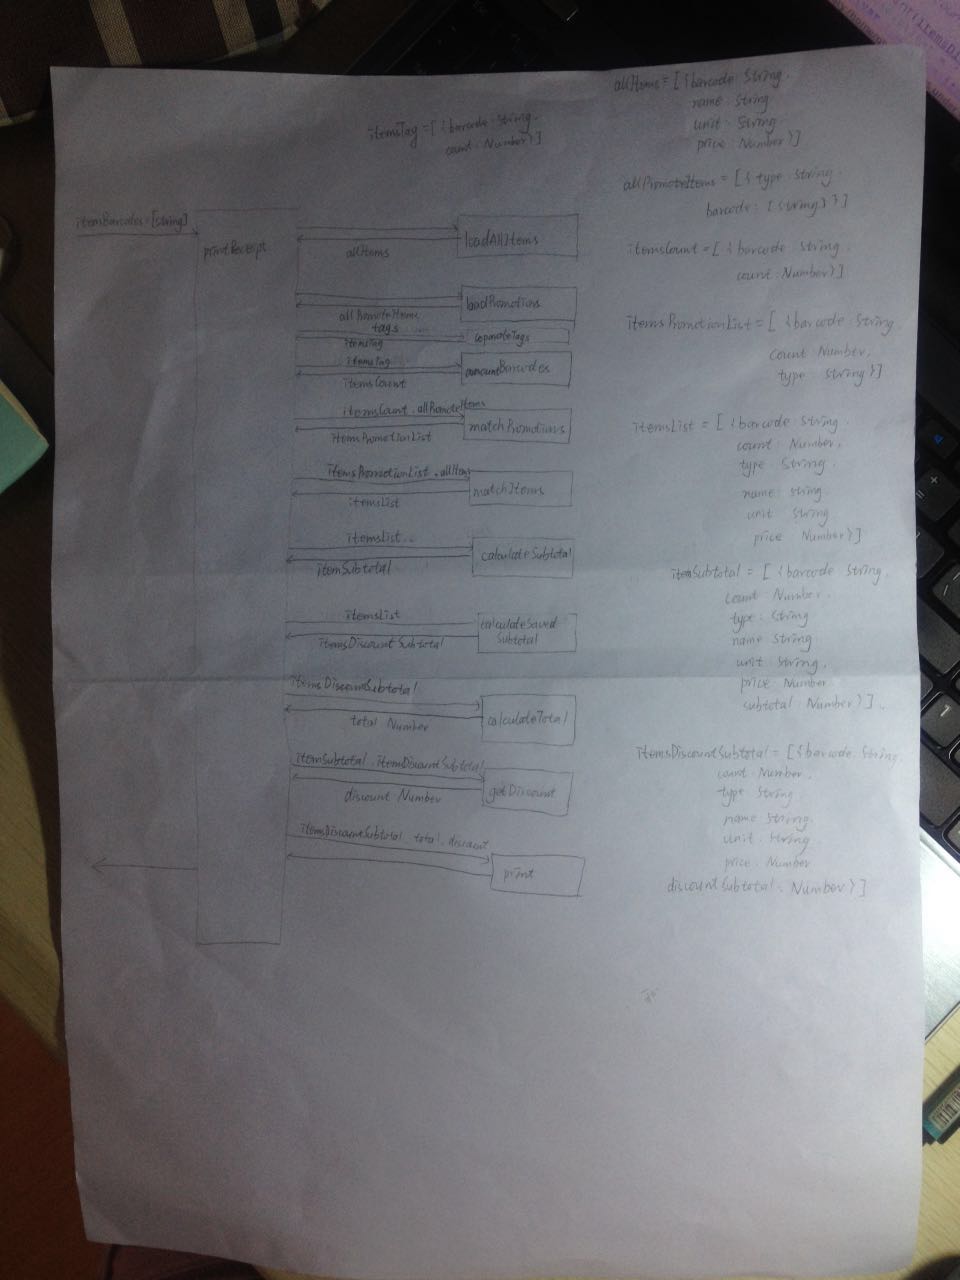 itemsTag=[{barcode:String,
count:Number}]
itemBarcodes:[String]
printReceipt
loadAllItems
allItems
loadPromotions
allPromoteItems
tags
separateTags
itemsTag
itemsTag
amountBarcodes
itemsCount
itemsCount, allPromoteItems
matchPromotions
itemsPromotionList
itemsPromotionList, allItems
matchItems
itemsList
itemsList
calculateSubtotal
itemSubtotal
itemsList
calculateSaved
Subtotal
itemsDiscountSubtotal
itemsDiscountSubtotal
calculateTotal
total Number
itemSubtotal, itemsDiscountSubtotal
getDiscount
discount Number
itemsDiscountSubtotal, total, discount
print
allItems=[{barcode:String,
name:String
unit:String
price:Number}]
allPromoteItems=[{type:String
barcode:[String]}]
itemsCount=[{barcode:String,
count:Number}]
itemsPromotionList=[{barcode:String,
count Number,
type String}]
itemsList=[{barcode String
count Number,
type String
name String
unit String
price Number}]
itemSubtotal=[{barcode String,
count Number
type String
name String
unit String,
price Number
subtotal Number}]
itemsDiscountSubtotal=[{barcode:String
count:Number,
type String
name String
unit:String
price:Number
discountSubtotal:Number}]